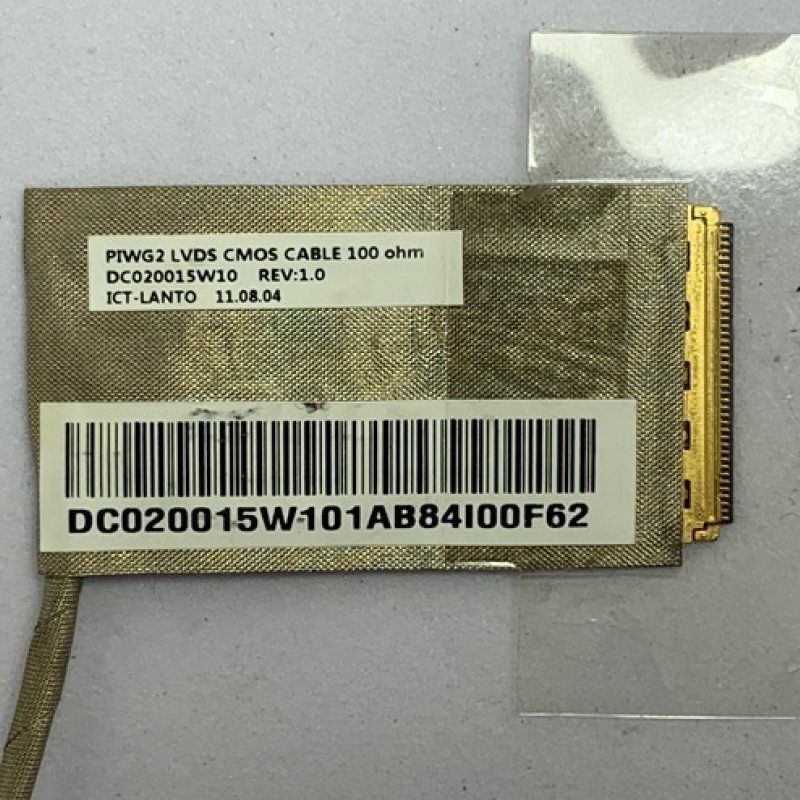 PIWG2 LVDS CMOS CABLE 100 ohm
DC020015W10 REV:1.0
ICT-LANTO 11.08.04
DC020015W101AB84I00F62